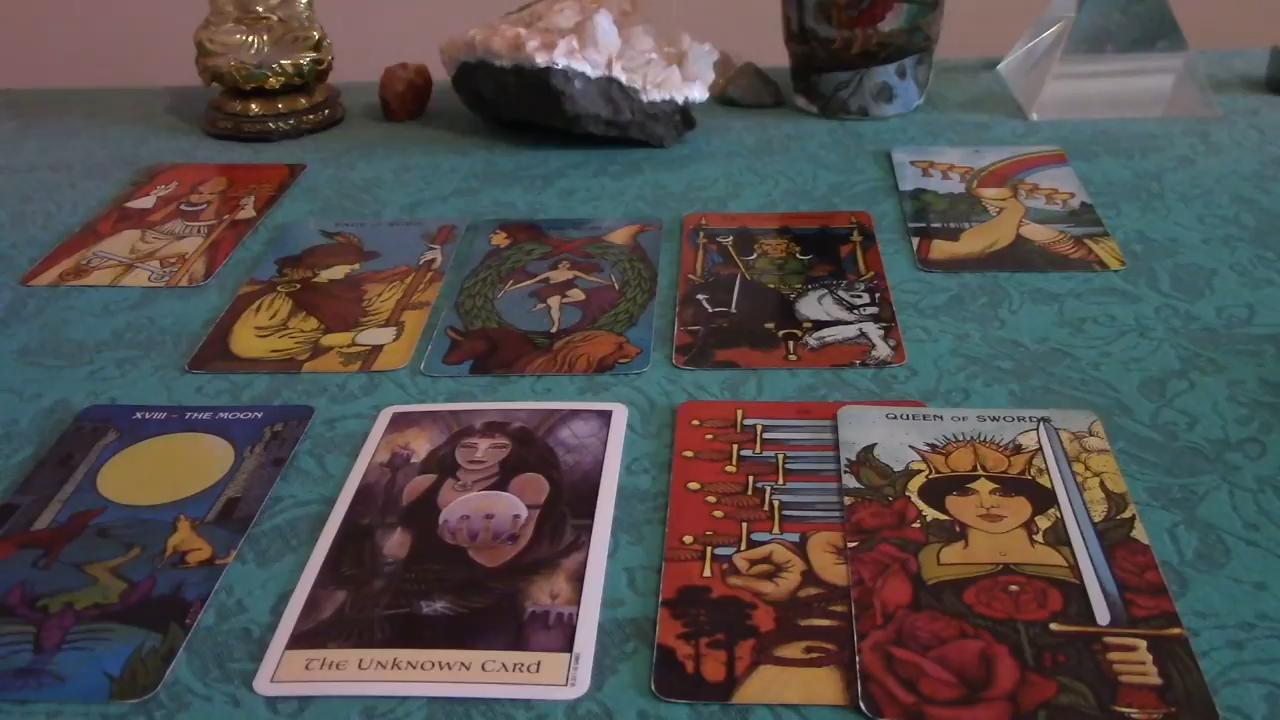 XVIII - THE MOON
QUEEN OF SWORDS
THE UNKNOWN CARD